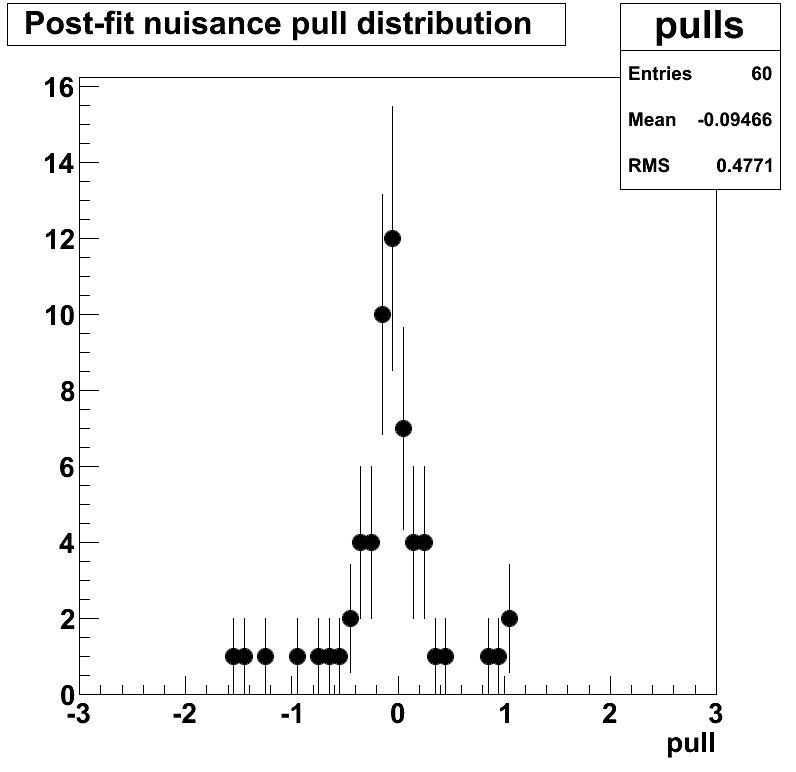 Post-fit nuisance pull distribution
pulls
Entries 60
Mean -0.09466
RMS 0.4771
16
14
12
10
8
6
4
2
0
-3 -2 -1 0 1 2 3
pull